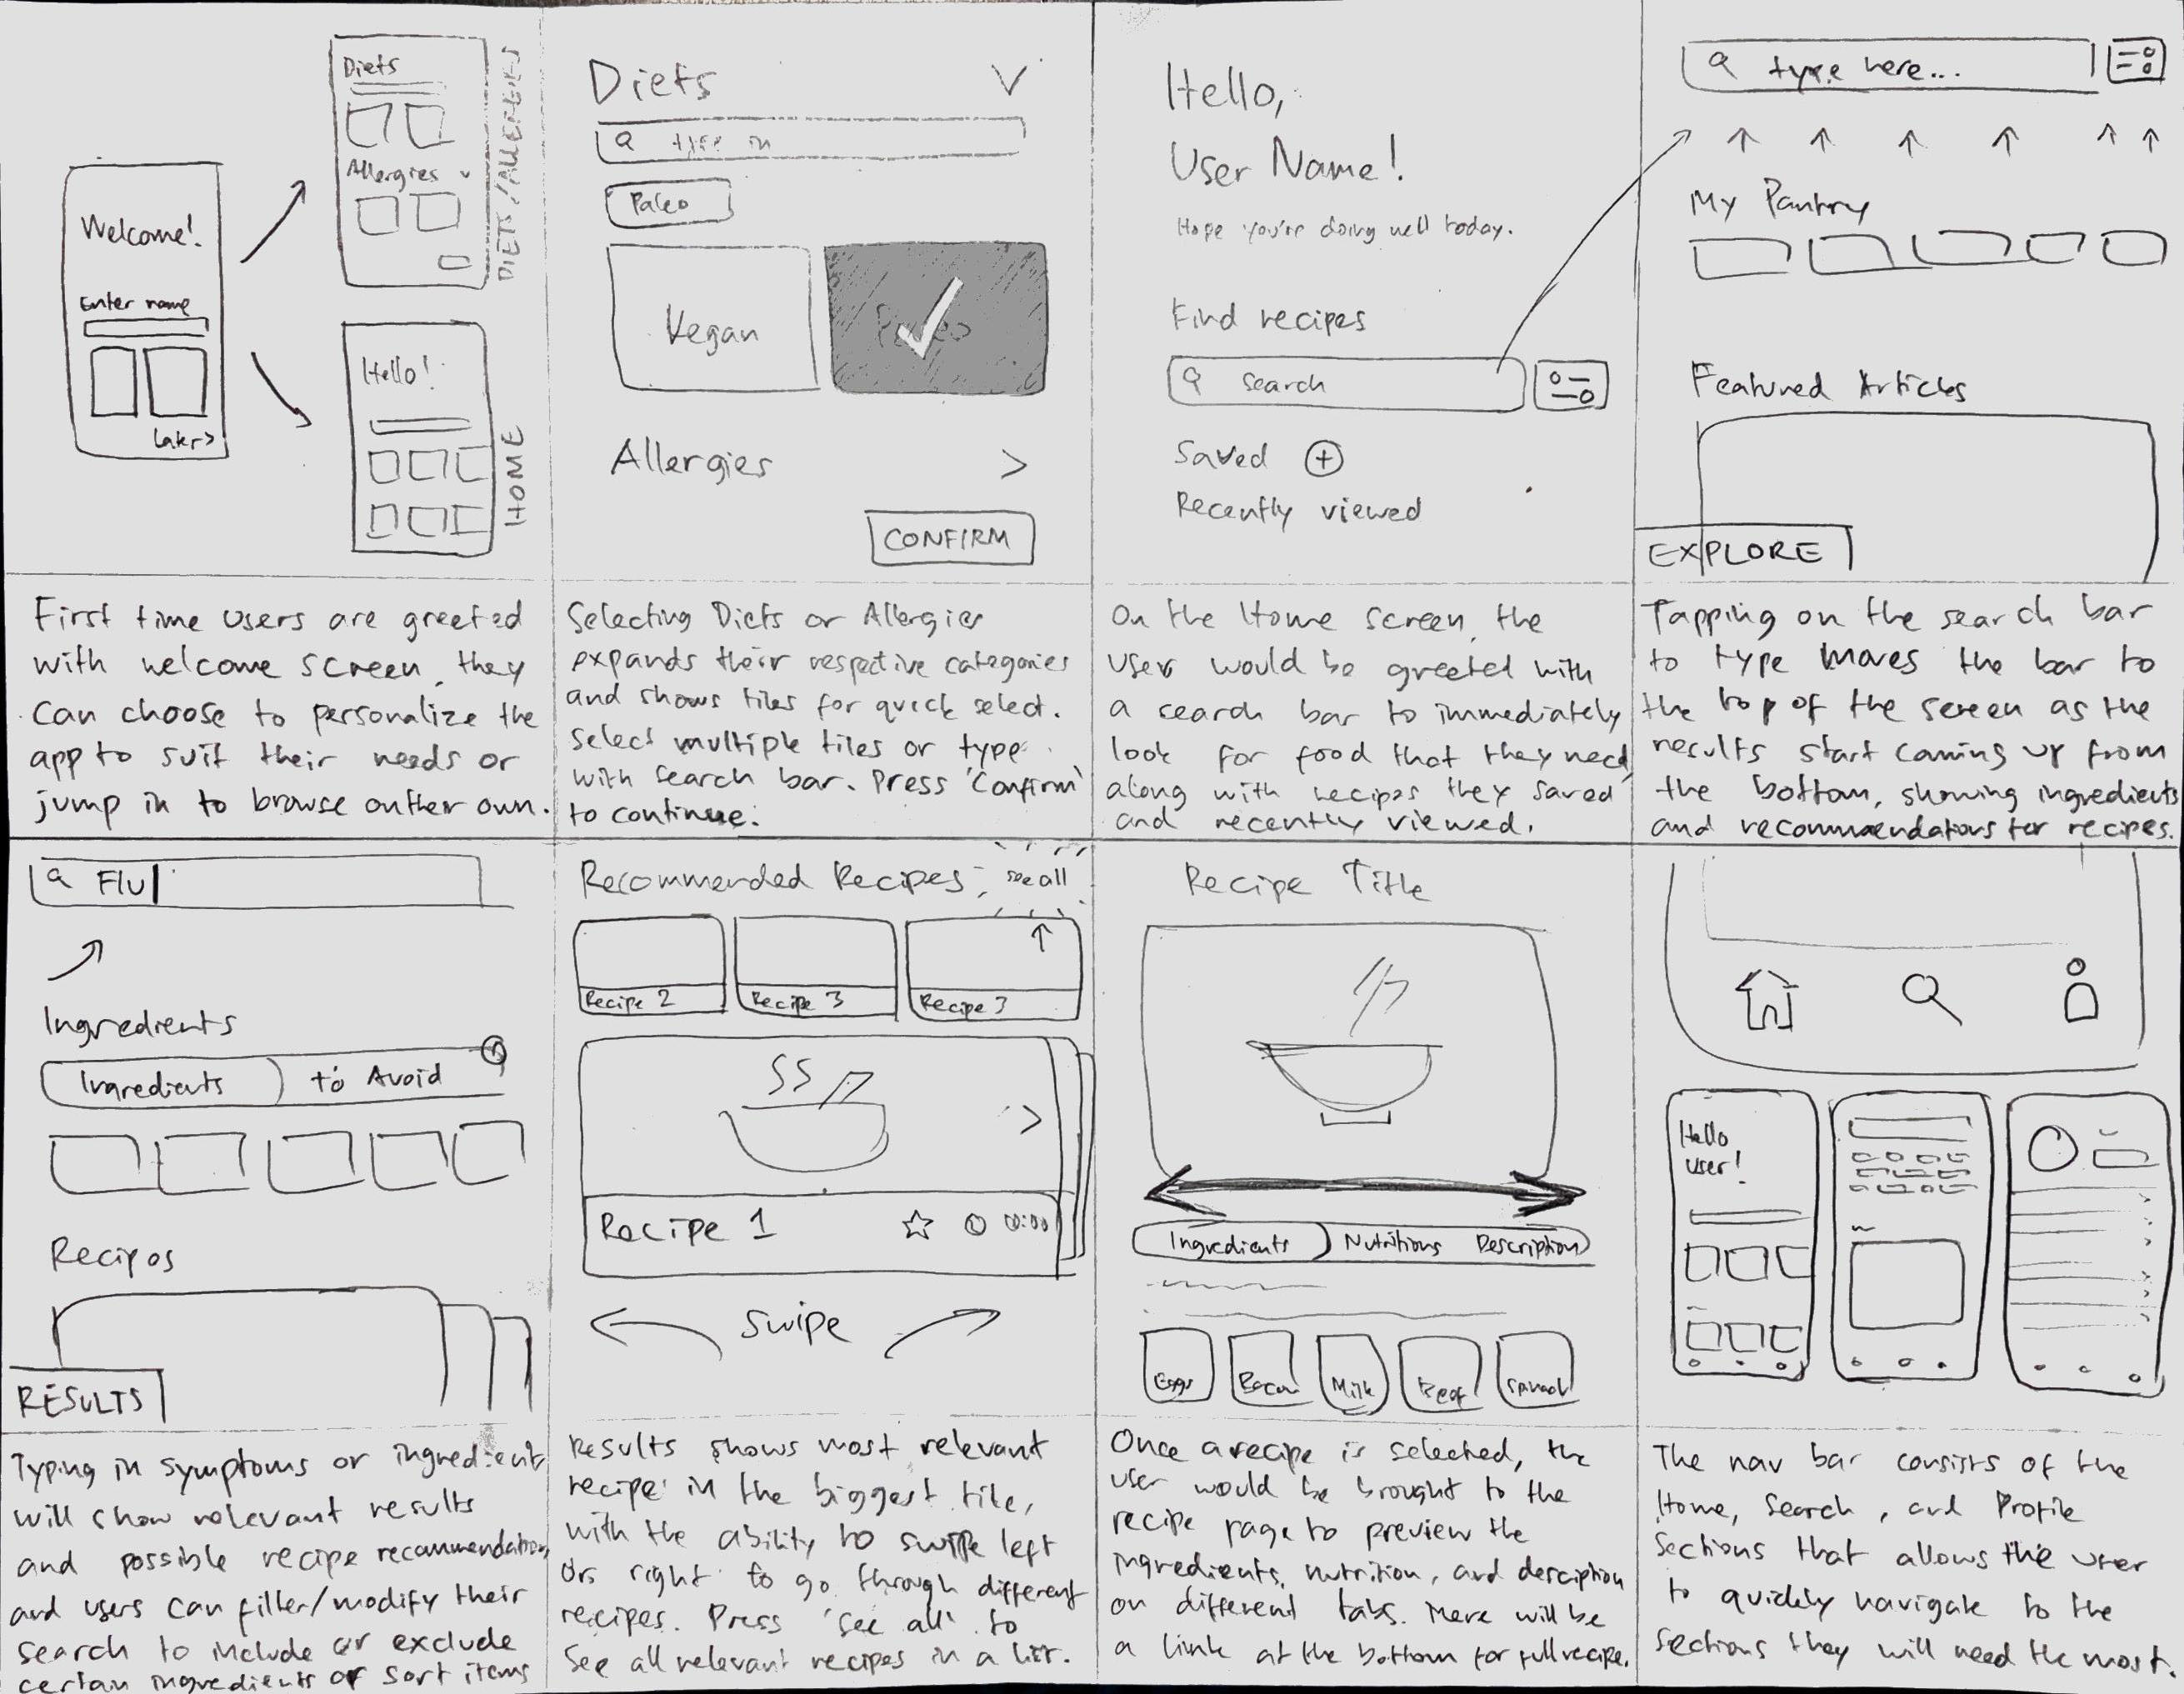 Diets
Allergies
DIETS/ALLERGIES
Welcome!
Enter name
Later>
Hello!
HOME
First time users are greeted
with welcome screen, they
can choose to personalize the
app to suit their needs or
jump in to browse on their own.
Diets
type in
Paleo
Vegan
Paleo
Allergies >
CONFIRM
Selecting Diets or Allergies
expands their respective categories
and shows tiles for quick select.
Select multiple tiles or type
with search bar. Press 'Confirm'
to continue.
Hello,
User Name!
Hope you're doing well today.
Find recipes
Search
Saved +
Recently viewed
On the Home screen, the
user would be greeted with
a search bar to immediately
look for food that they need
along with recipes they saved
and recently viewed.
type here...
My Pantry
Featured Articles
EXPLORE
Tapping on the search bar
to type moves the bar to
the top of the screen as the
results start coming up from
the bottom, showing ingredients
and recommendations for recipes.
Flu
Ingredients
Ingredients to Avoid
Recipes
RESULTS
Typing in symptoms or ingredients
will show relevant results
and possible recipe recommendations
and users can filter/modify their
search to include or exclude
certain ingredients or sort items
Recommended Recipes see all
Recipe 2 Recipe 3 Recipe 3
>
Recipe 1 00:00
Swipe
Results shows most relevant
recipe in the biggest tile,
with the ability to swipe left
or right to go through different
recipes. Press 'see all' to
see all relevant recipes in a list.
Recipe Title
Ingredients Nutritions Description
Eggs Bacon Milk Beef Spinach
Once a recipe is selected, the
user would be brought to the
recipe page to preview the
ingredients, nutrition, and desciption
on different tabs. There will be
a link at the bottom for full recipe.
Hello
User!
The nav bar consists of the
Home, Search, and Profile
sections that allows the user
to quickly navigate to the
sections they will need the most.